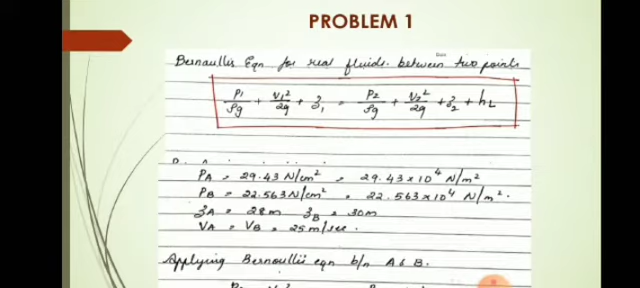 PROBLEM 1
Bernaullis Eqn for real fluids between two points
P1/ρg + V1²/2g + z1 = P2/ρg + V2²/2g + z2 + hL
PA = 29.43 N/cm² = 29.43 x 10⁴ N/m²
PB = 22.563 N/cm² = 22.563 x 10⁴ N/m².
zA = 28m zB = 30m
VA = VB = 25 m/sec.
Applying Bernoullis eqn b/n A & B.